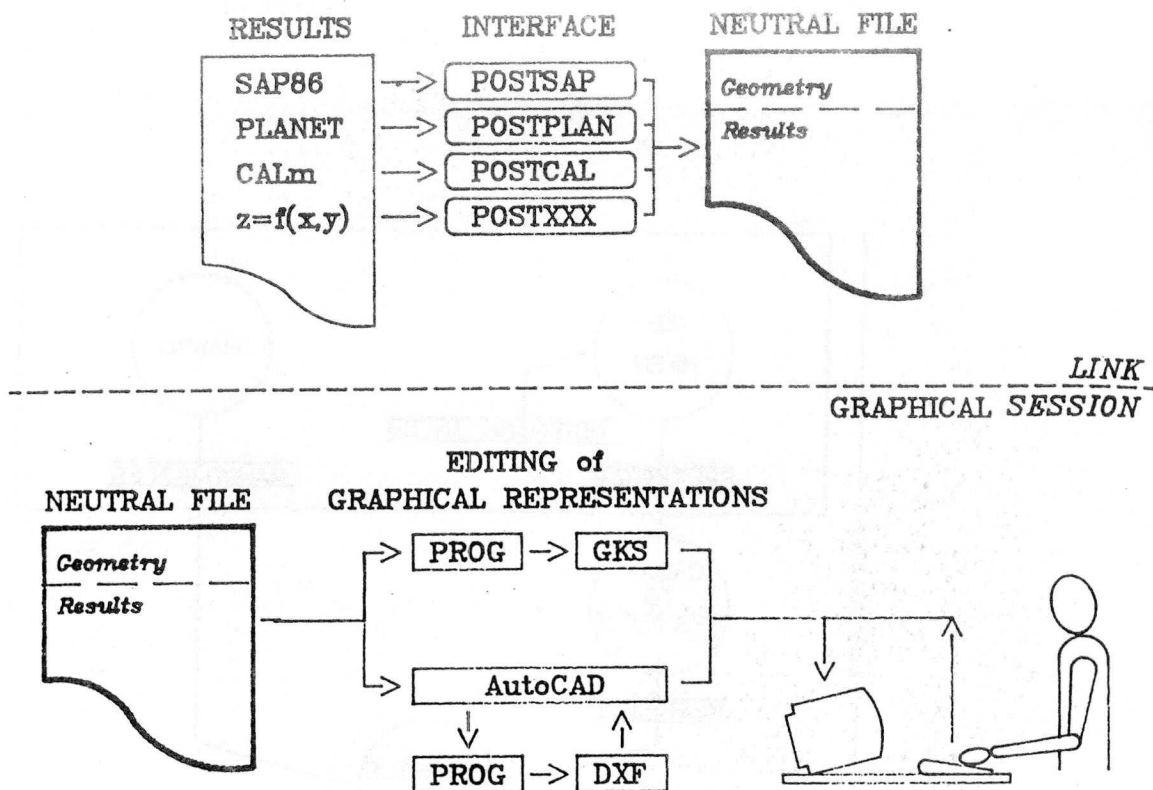 RESULTS
INTERFACE
NEUTRAL FILE
SAP86
POSTSAP
PLANET
POSTPLAN
CALm
POSTCAL
z=f(x,y)
POSTXXX
Geometry
Results
LINK
GRAPHICAL SESSION
EDITING of
GRAPHICAL REPRESENTATIONS
NEUTRAL FILE
Geometry
Results
PROG
GKS
AutoCAD
PROG
DXF